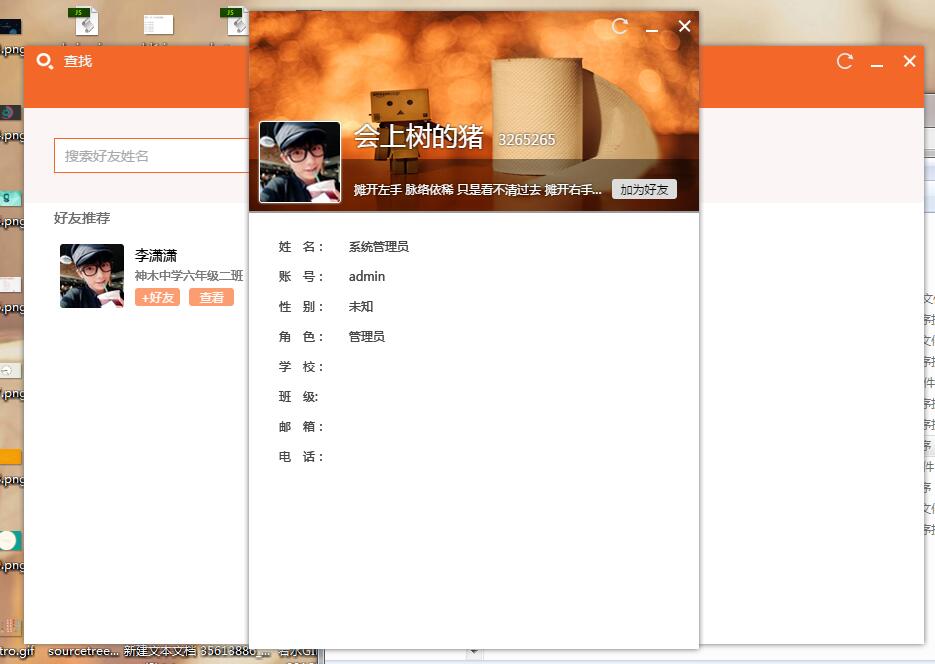 JS
JS
.png
查找
搜索好友姓名
好友推荐
李潇潇
神木中学六年级二班
+好友 查看
会上树的猪 3265265
摊开左手 脉络依稀 只是看不清过去 摊开右手... 加为好友
姓 名： 系统管理员
账 号： admin
性 别： 未知
角 色： 管理员
学 校：
班 级:
邮 箱：
电 话：
.png
.png
.png
.png
.png
.png
tro.gif sourcetree... 新建文本文档 35613886_...